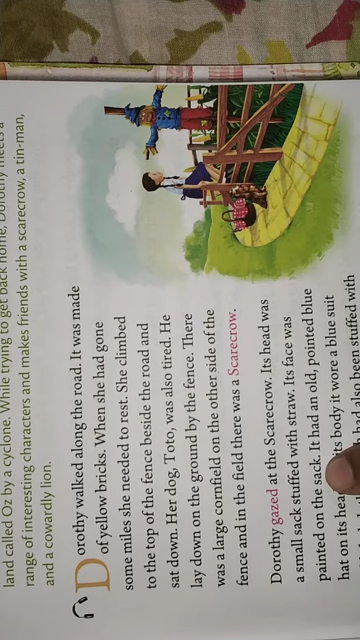 land called Oz by a cyclone. While trying to get back home, Dorothy meets a
range of interesting characters and makes friends with a scarecrow, a tin-man,
and a cowardly lion.
Dorothy walked along the road. It was made
of yellow bricks. When she had gone
some miles she needed to rest. She climbed
to the top of the fence beside the road and
sat down. Her dog, Toto, was also tired. He
lay down on the ground by the fence. There
was a large cornfield on the other side of the
fence and in the field there was a Scarecrow.
Dorothy gazed at the Scarecrow. Its head was
a small sack stuffed with straw. Its face was
painted on the sack. It had an old, pointed blue
hat on its head its body it wore a blue suit
had also been stuffed with